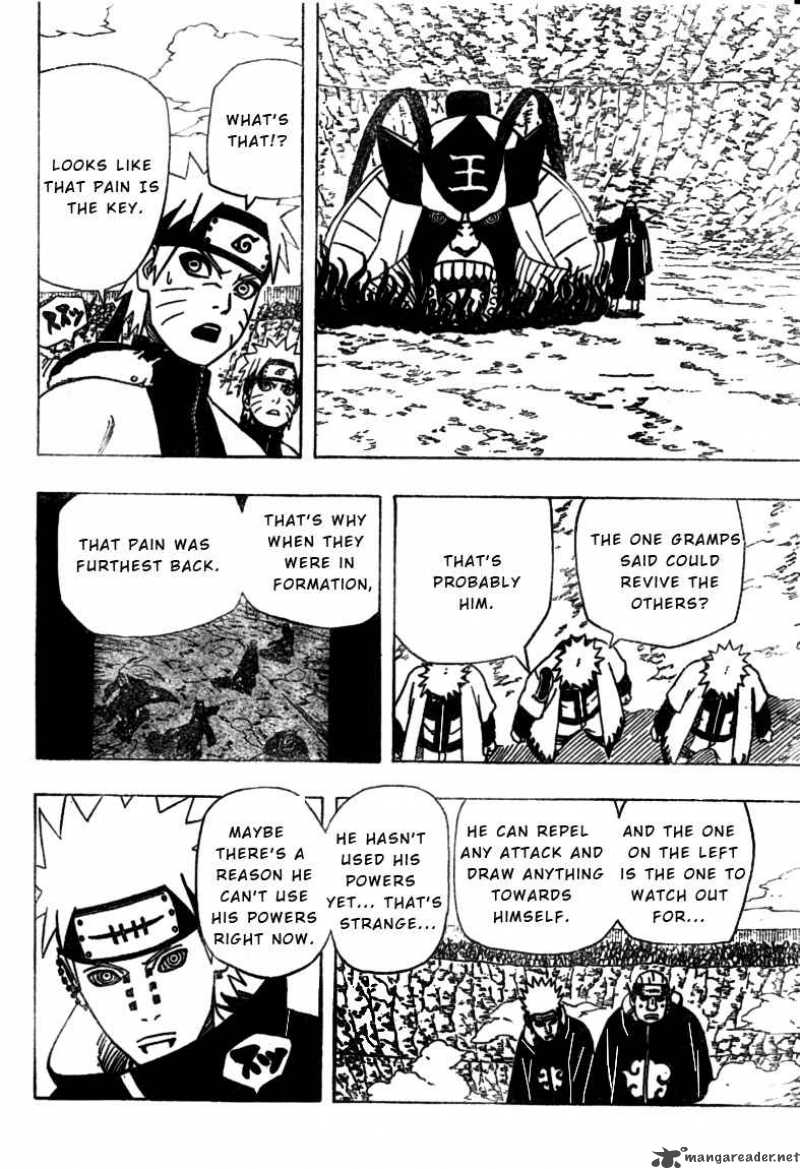 WHAT'S
THAT!?
LOOKS LIKE
THAT PAIN IS
THE KEY.
王
THE ONE GRAMPS
SAID COULD
REVIVE THE
OTHERS?
THAT'S
PROBABLY
HIM.
THAT'S WHY
WHEN THEY
WERE IN
FORMATION,
THAT PAIN WAS
FURTHEST BACK.
AND THE ONE
ON THE LEFT
IS THE ONE TO
WATCH OUT
FOR...
HE CAN REPEL
ANY ATTACK AND
DRAW ANYTHING
TOWARDS
HIMSELF.
HE HASN'T
USED HIS
POWERS
YET... THAT'S
STRANGE...
MAYBE
THERE'S A
REASON HE
CAN'T USE
HIS POWERS
RIGHT NOW.
mangareader.net